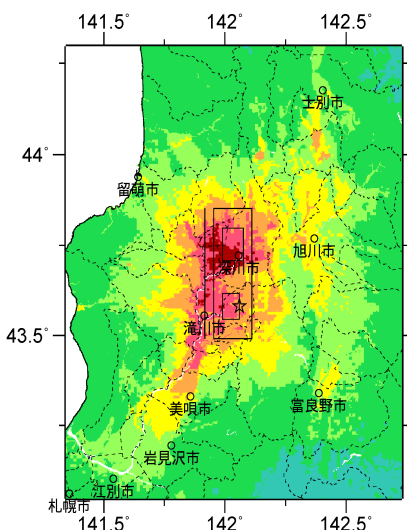 141.5° 142° 142.5°
士別市
44°
留萌市
旭川市
深川市
滝川市
43.5°
美唄市
富良野市
岩見沢市
江別市
札幌市
141.5° 142° 142.5°